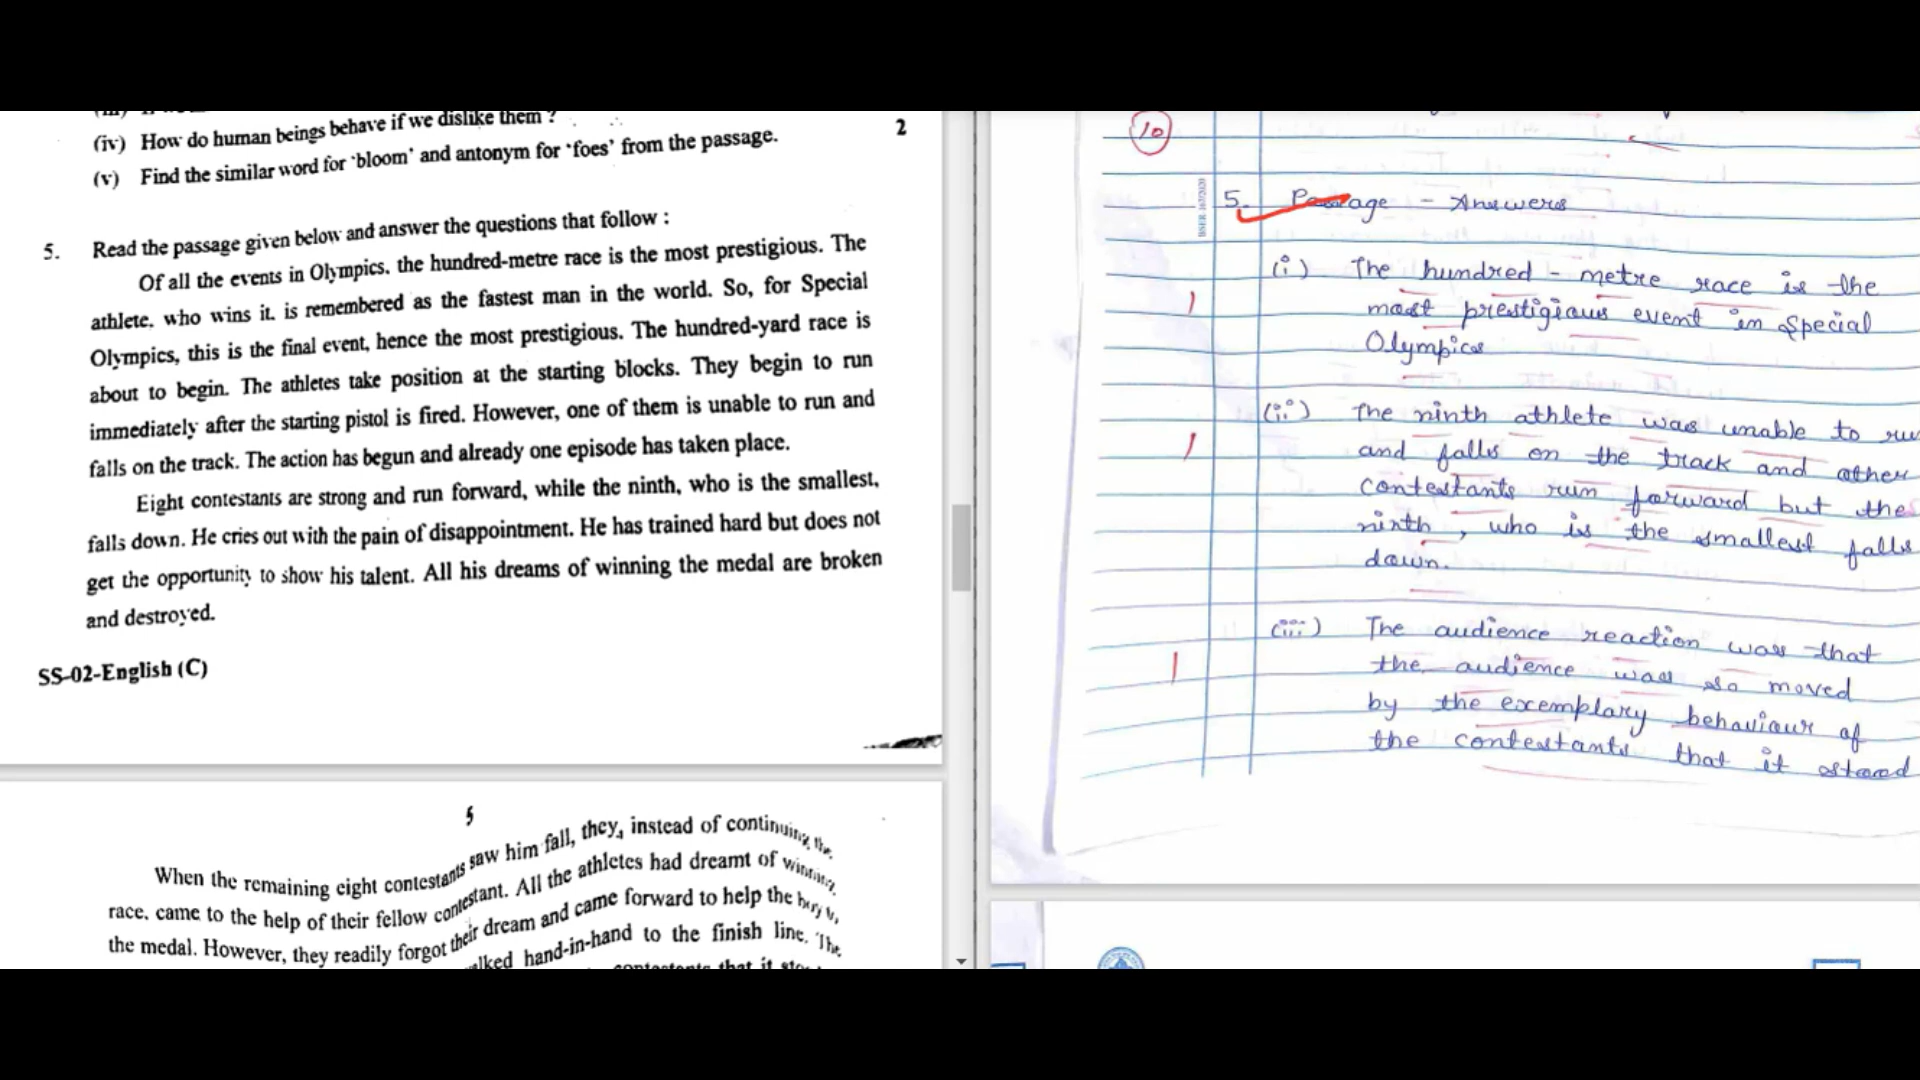 (iv) How do human beings behave if we dislike them ?
2
(v) Find the similar word for 'bloom' and antonym for 'foes' from the passage.
5. Read the passage given below and answer the questions that follow :
Of all the events in Olympics, the hundred-metre race is the most prestigious. The
athlete, who wins it, is remembered as the fastest man in the world. So, for Special
Olympics, this is the final event, hence the most prestigious. The hundred-yard race is
about to begin. The athletes take position at the starting blocks. They begin to run
immediately after the starting pistol is fired. However, one of them is unable to run and
falls on the track. The action has begun and already one episode has taken place.
Eight contestants are strong and run forward, while the ninth, who is the smallest,
falls down. He cries out with the pain of disappointment. He has trained hard but does not
get the opportunity to show his talent. All his dreams of winning the medal are broken
and destroyed.
SS-02-English (C)
5
When the remaining eight contestants saw him fall, they, instead of continuing the
race, came to the help of their fellow contestant. All the athletes had dreamt of winning
the medal. However, they readily forgot their dream and came forward to help the boy
hand-in-hand to the finish line. The
contestants that it
10
5. Passage - Answers
(i) The hundred - metre race is the
1
most prestigious event in Special
Olympics
(ii) The ninth athlete was unable to
1
and falls on the track and other
contestants run forward but the
ninth, who is the smallest falls
down.
(iii) The audience reaction was that
1
the audience was so moved
by the exemplary behaviour of
the contestants that it stood